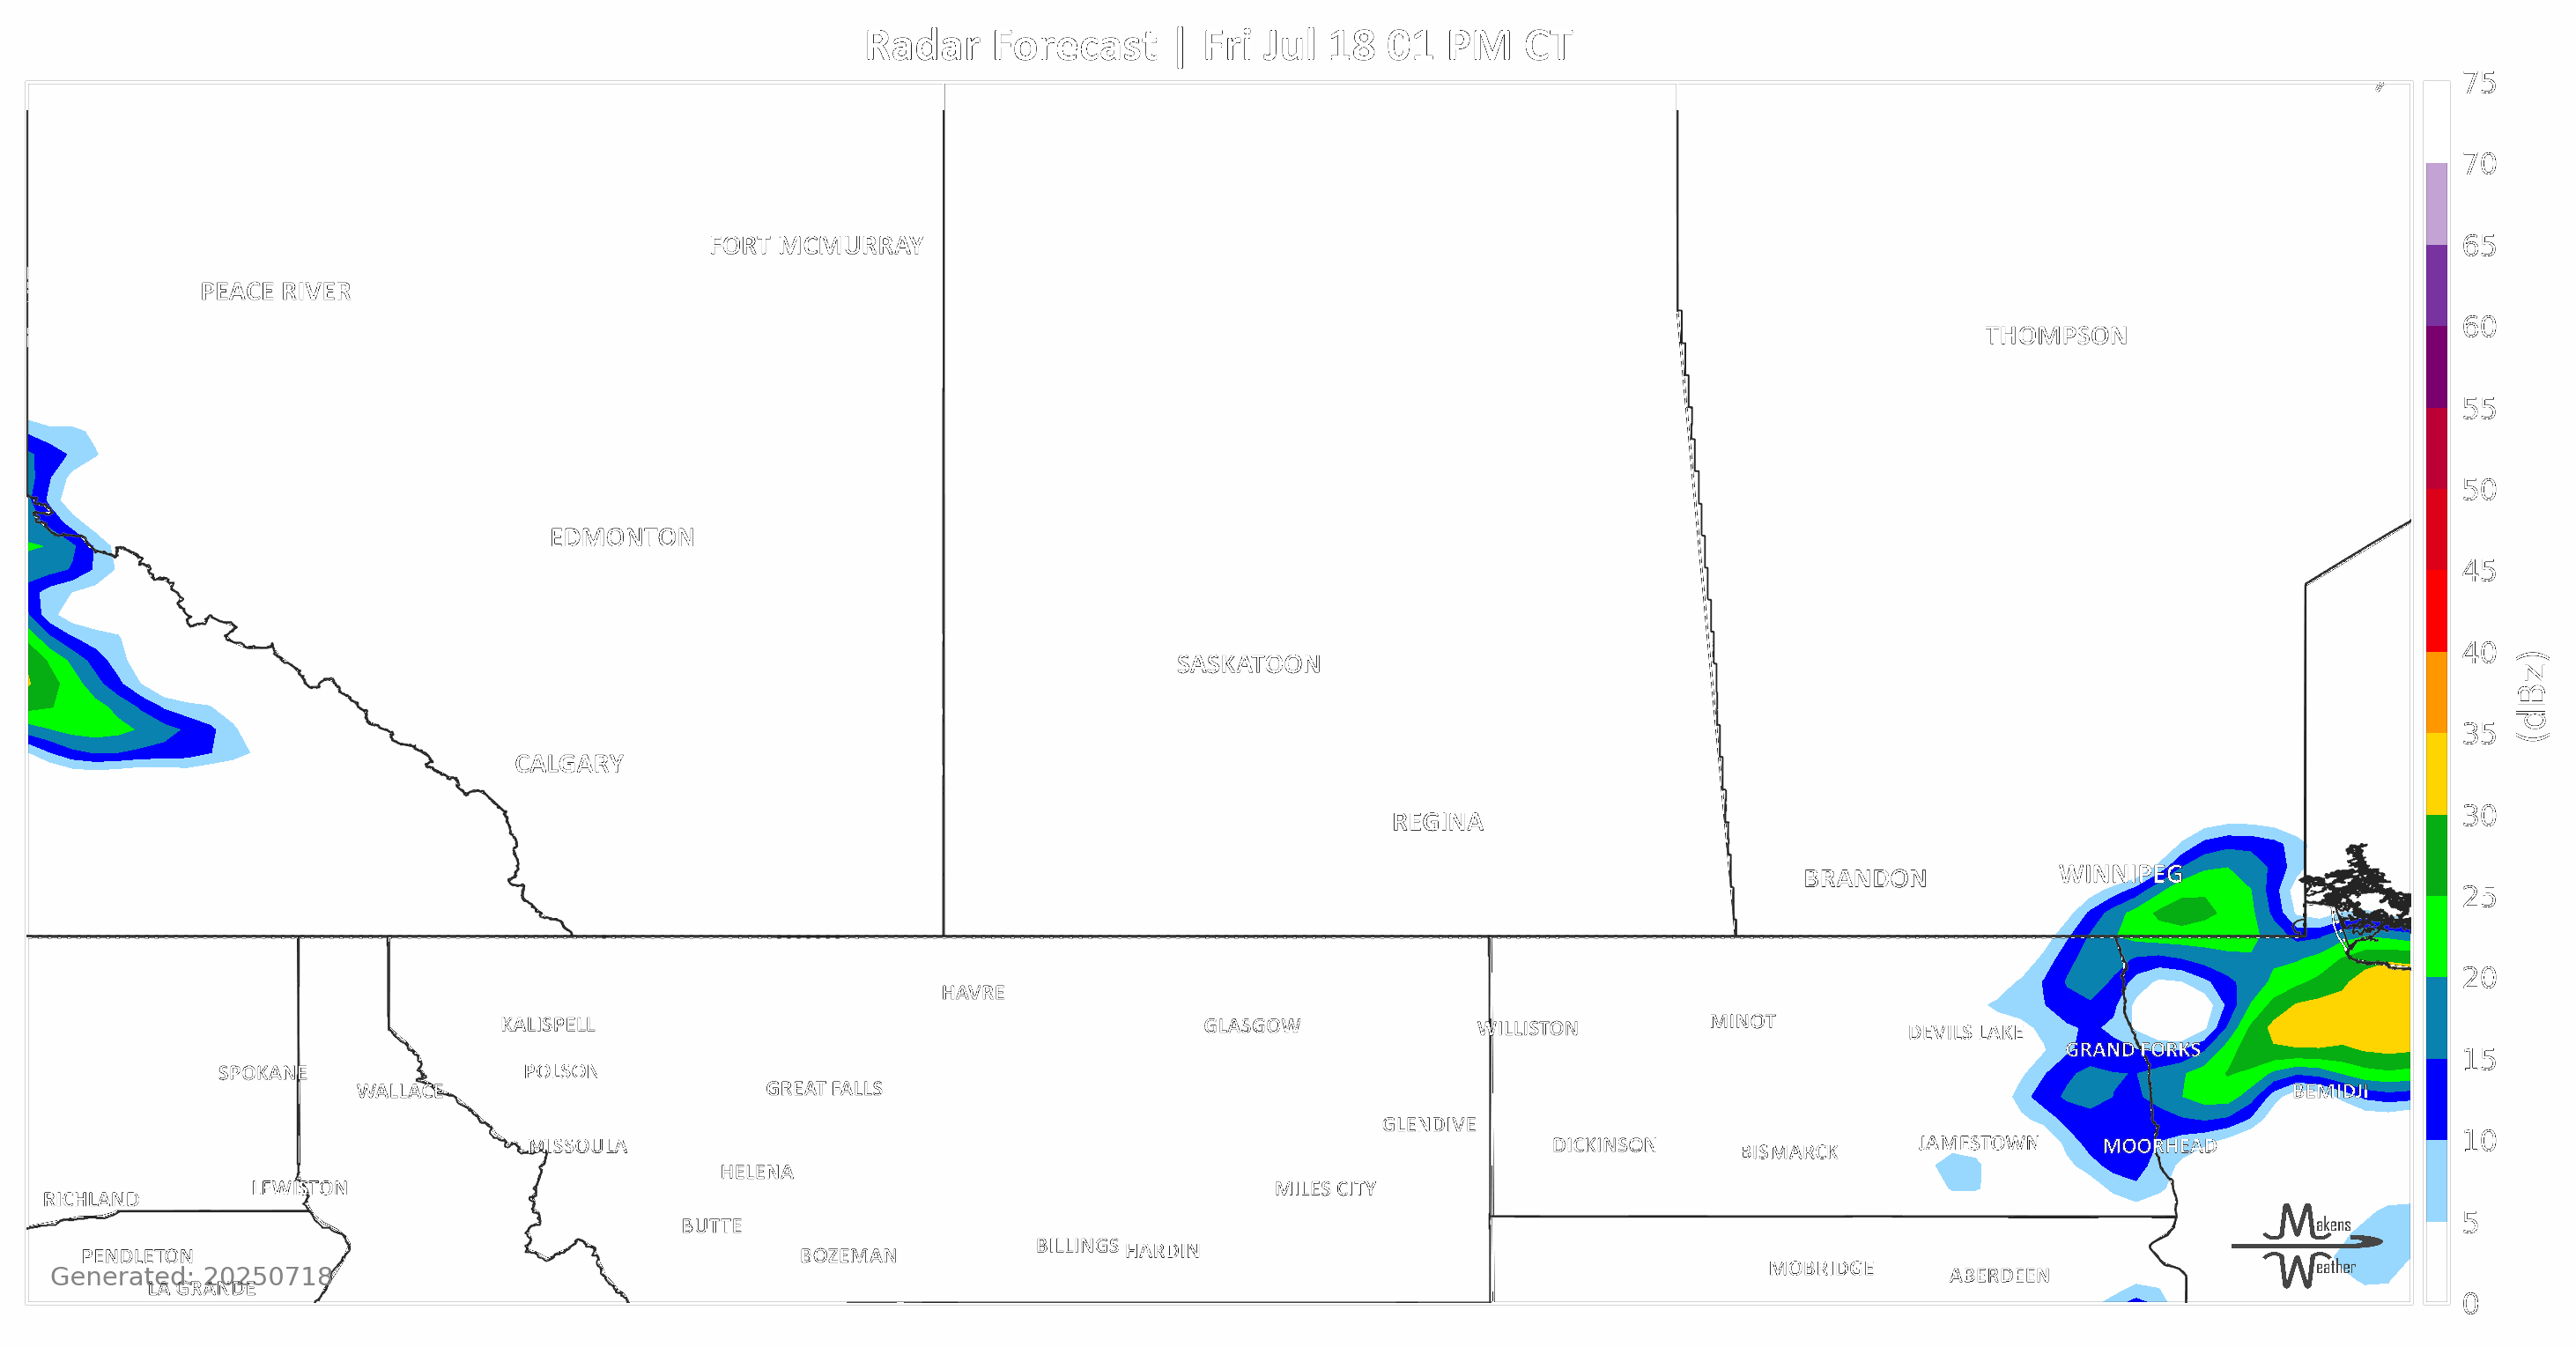 Radar Forecast | Fri Jul 18 01 PM CT
75
70
FORT MCMURRAY
65
PEACE RIVER
60
THOMPSON
55
50
EDMONTON
45
40
SASKATOON
(dBz)
35
CALGARY
30
REGINA
WINNIPEG
BRANDON
25
20
HAVRE
MINOT
KALISPELL
GLASGOW
WILLISTON
DEVILS LAKE
GRAND FORKS
15
SPOKANE
POLSON
WALLACE
GREAT FALLS
BEMIDJI
GLENDIVE
10
MISSOULA
DICKINSON
BISMARCK
JAMESTOWN
MOORHEAD
HELENA
LEWISTON
MILES CITY
RICHLAND
5
BUTTE
Makens
Weather
BILLINGS
HARDIN
PENDLETON
BOZEMAN
MOBRIDGE
ABERDEEN
Generated: 20250718
LA GRANDE
0